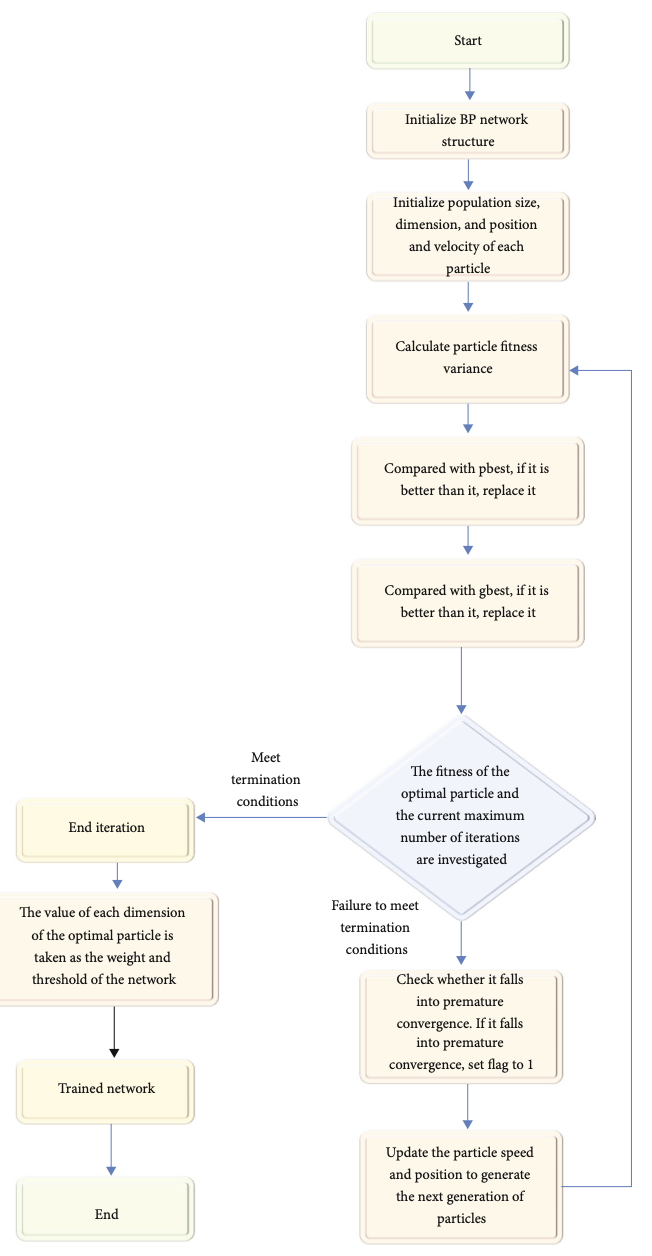 Start
Initialize BP network
structure
Initialize population size,
dimension, and position
and velocity of each
particle
Calculate particle fitness
variance
Compared with pbest, if it is
better than it, replace it
Compared with gbest, if it is
better than it, replace it
The fitness of the
optimal particle and
the current maximum
number of iterations
are investigated
Meet
termination
conditions
End iteration
The value of each dimension
of the optimal particle is
taken as the weight and
threshold of the network
Trained network
End
Failure to meet
termination
conditions
Check whether it falls
into premature
convergence. If it falls
into premature
convergence, set flag to 1
Update the particle speed
and position to generate
the next generation of
particles